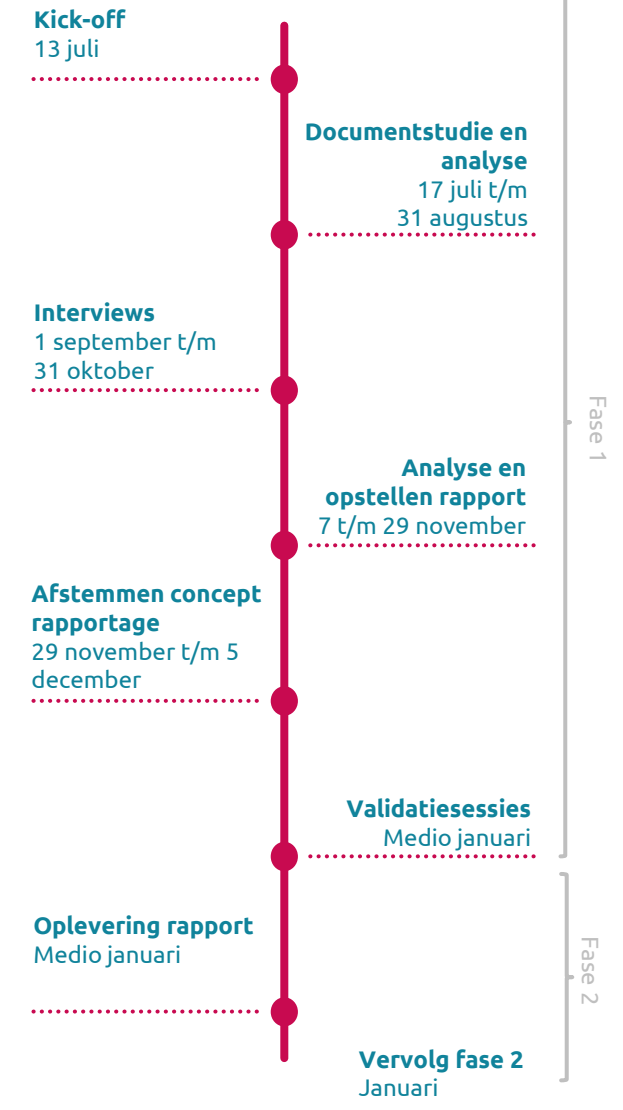 Kick-off
13 juli
Documentstudie en
analyse
17 juli t/m
31 augustus
Interviews
1 september t/m
31 oktober
Fase 1
Analyse en
opstellen rapport
7 t/m 29 november
Afstemmen concept
rapportage
29 november t/m 5
december
Validatiesessies
Medio januari
Oplevering rapport
Medio januari
Fase 2
Vervolg fase 2
Januari